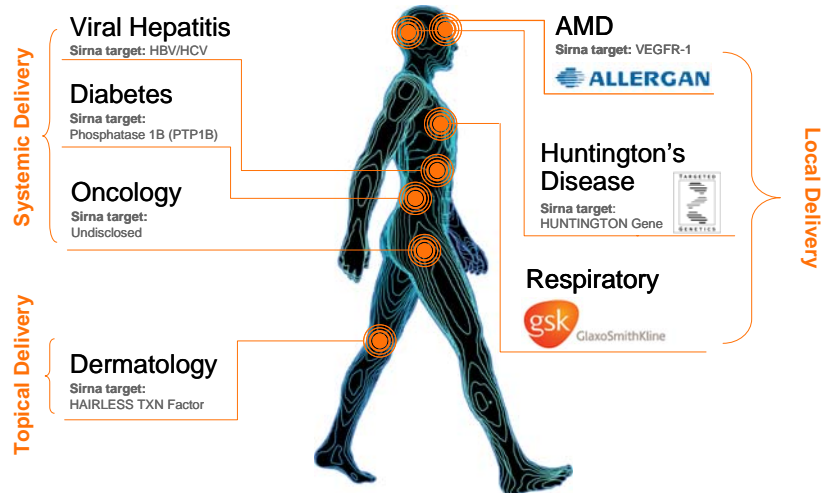 Systemic Delivery
Viral Hepatitis
Sirna target: HBV/HCV
Diabetes
Sirna target:
Phosphatase 1B (PTP1B)
Oncology
Sirna target:
Undisclosed
Topical Delivery
Dermatology
Sirna target:
HAIRLESS TXN Factor
AMD
Sirna target: VEGFR-1
ALLERGAN
Huntington's
Disease
Sirna target:
HUNTINGTON Gene
TARGETED
GENETICS
Respiratory
gsk
GlaxoSmithKline
Local Delivery